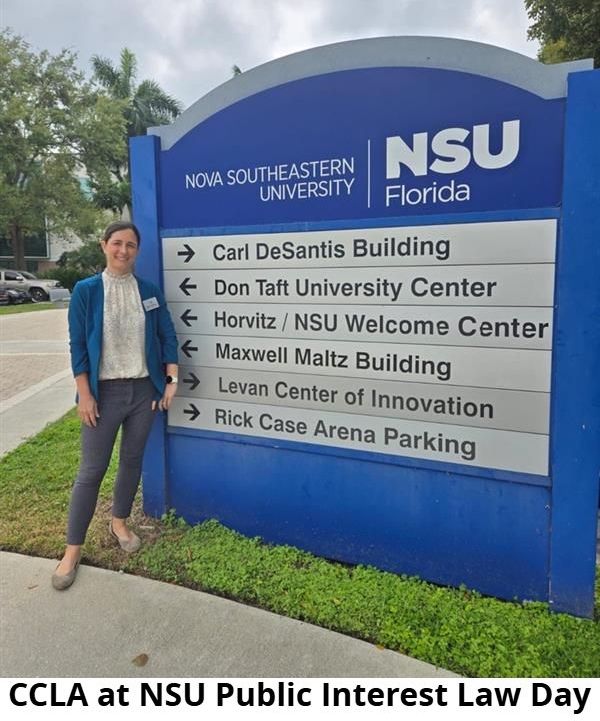 NOVA SOUTHEASTERN
UNIVERSITY
NSU
Florida
→ Carl DeSantis Building
← Don Taft University Center
← Horvitz / NSU Welcome Center
← Maxwell Maltz Building
→ Levan Center of Innovation
→ Rick Case Arena Parking
CCLA at NSU Public Interest Law Day